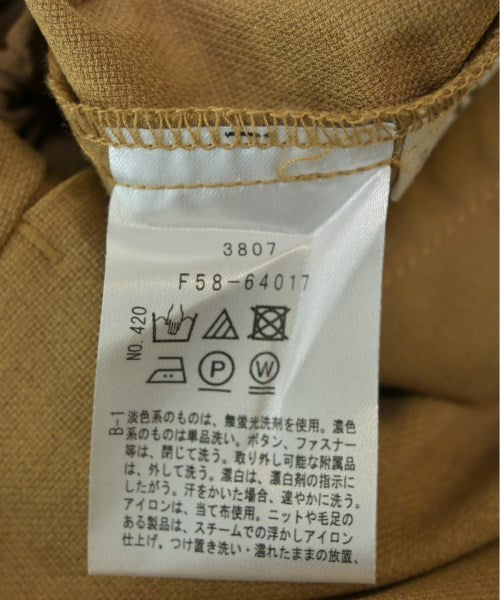 3807
F58-64017
NO. 420
P
W
B-1
淡色系のものは、無蛍光洗剤を使用。濃色
系のものは単品洗い。ボタン、ファスナー
等は、閉じて洗う。取り外し可能な附属品
は、外して洗う。漂白は、漂白剤の指示に
したがう。汗をかいた場合、速やかに洗う。
アイロンは、当て布使用。ニットや毛足の
ある製品は、スチームでの浮かしアイロン
仕上げ。つけ置き洗い・濡れたままの放置、